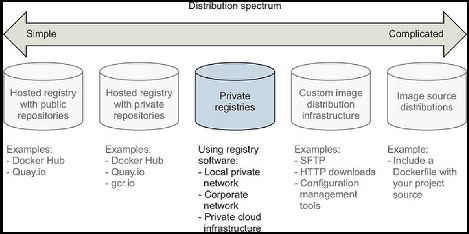 Distribution spectrum
Simple
Complicated
Hosted registry
with public
repositories
Hosted registry
with private
repositories
Private
registries
Custom image
distribution
infrastructure
Image source
distributions
Examples:
- Docker Hub
- Quay.io
Examples:
- Docker Hub
- Quay.io
- gcr.io
Using registry
software:
- Local private
network
- Corporate
network
- Private cloud
infrastructure
Examples:
- SFTP
- HTTP downloads
- Configuration
management
tools
Example:
- Include a
Dockerfile with
your project
source